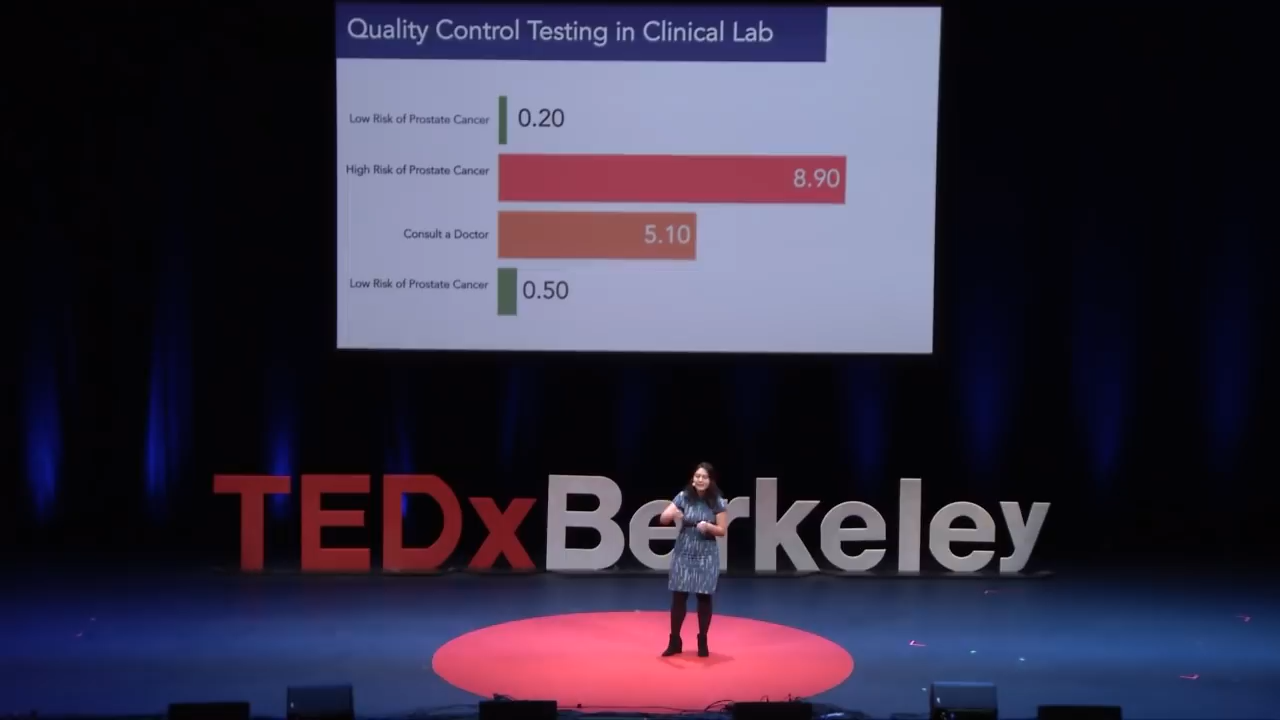 Quality Control Testing in Clinical Lab
Low Risk of Prostate Cancer 0.20
High Risk of Prostate Cancer 8.90
Consult a Doctor 5.10
Low Risk of Prostate Cancer 0.50
TEDxBerkeley